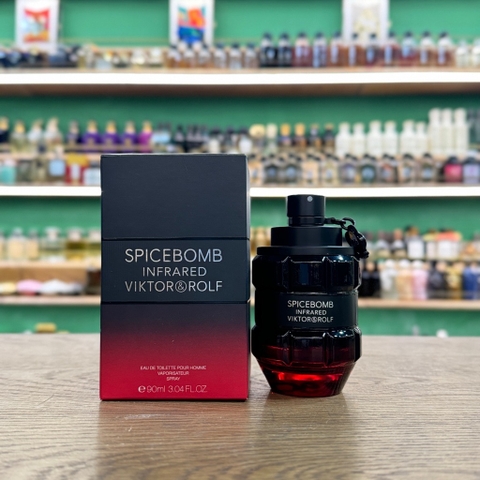 SPICEBOMB
INFRARED
VIKTOR&ROLF
EAU DE TOILETTE POUR HOMME
VAPORISATEUR
SPRAY
℮ 90ml 3.04 FL.OZ.
SPICEBOMB
INFRARED
VIKTOR&ROLF